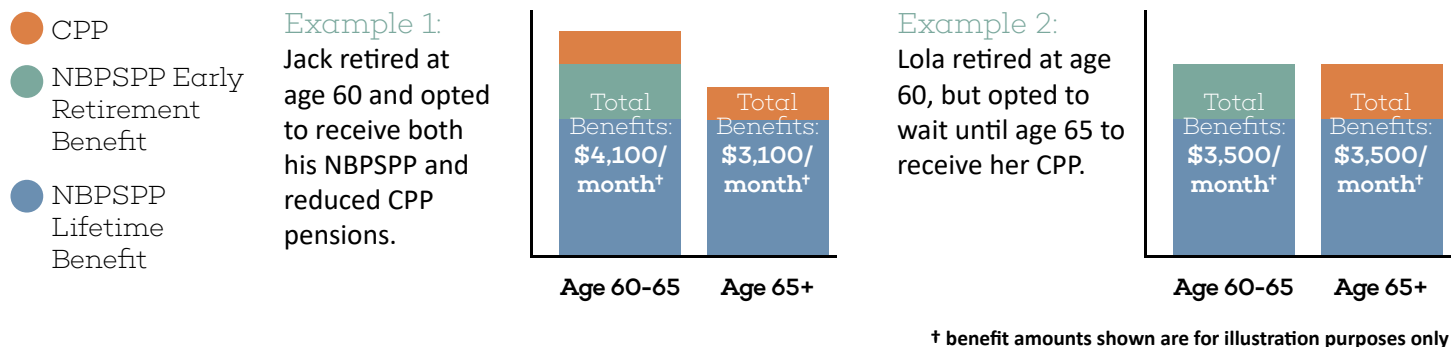 CPP
NBPSPP Early
Retirement
Benefit
NBPSPP
Lifetime
Benefit
Example 1:
Jack retired at
age 60 and opted
to receive both
his NBPSPP and
reduced CPP
pensions.
Total
Benefits:
$4,100/
month†
Total
Benefits:
$3,100/
month†
Age 60-65
Age 65+
Example 2:
Lola retired at age
60, but opted to
wait until age 65 to
receive her CPP.
Total
Benefits:
$3,500/
month†
Total
Benefits:
$3,500/
month†
Age 60-65
Age 65+
† benefit amounts shown are for illustration purposes only